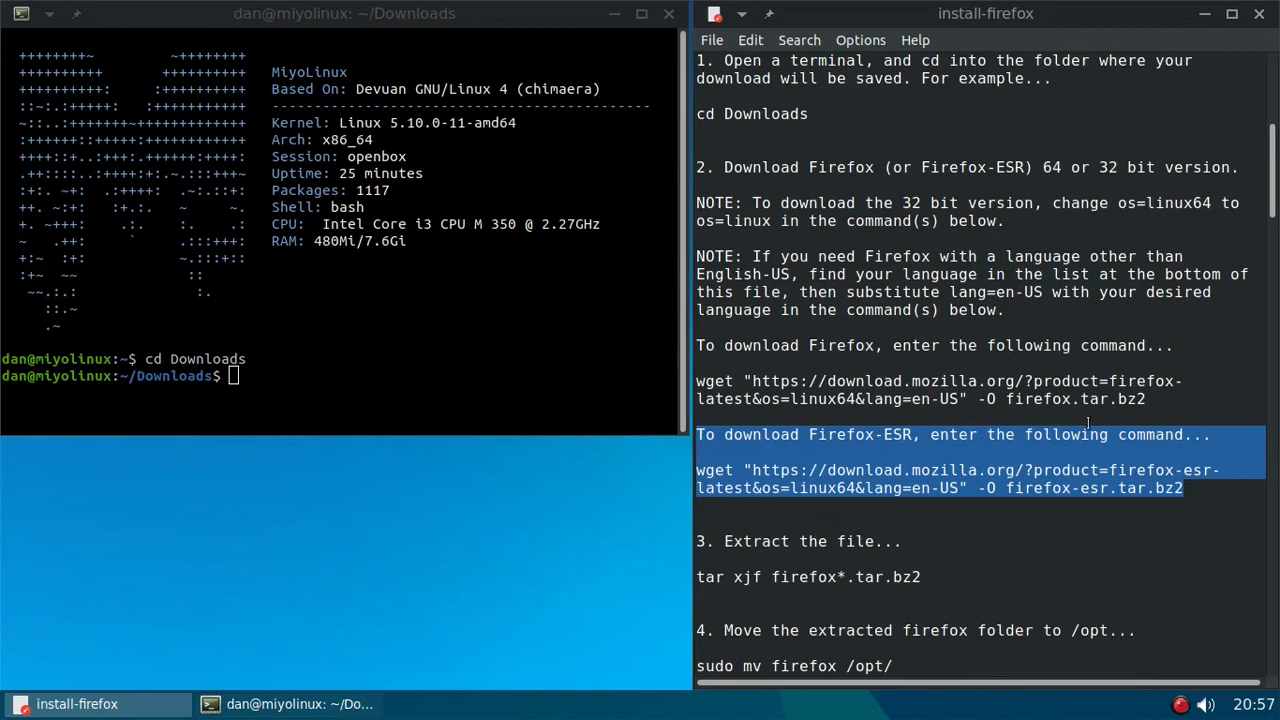 dan@miyolinux: ~/Downloads
MiyoLinux
Based On: Devuan GNU/Linux 4 (chimaera)
---------------------------------------------
Kernel: Linux 5.10.0-11-amd64
Arch: x86_64
Session: openbox
Uptime: 25 minutes
Packages: 1117
Shell: bash
CPU:  Intel Core i3 CPU M 350 @ 2.27GHz
RAM: 480Mi/7.6Gi
dan@miyolinux:~$ cd Downloads
dan@miyolinux:~/Downloads$
install-firefox
File Edit Search Options Help
1. Open a terminal, and cd into the folder where your
download will be saved. For example...
cd Downloads
2. Download Firefox (or Firefox-ESR) 64 or 32 bit version.
NOTE: To download the 32 bit version, change os=linux64 to
os=linux in the command(s) below.
NOTE: If you need Firefox with a language other than
English-US, find your language in the list at the bottom of
this file, then substitute lang=en-US with your desired
language in the command(s) below.
To download Firefox, enter the following command...
wget "https://download.mozilla.org/?product=firefox-
latest&os=linux64&lang=en-US" -O firefox.tar.bz2
To download Firefox-ESR, enter the following command...
wget "https://download.mozilla.org/?product=firefox-esr-
latest&os=linux64&lang=en-US" -O firefox-esr.tar.bz2
3. Extract the file...
tar xjf firefox*.tar.bz2
4. Move the extracted firefox folder to /opt...
sudo mv firefox /opt/
install-firefox
dan@miyolinux: ~/Do...
20:57